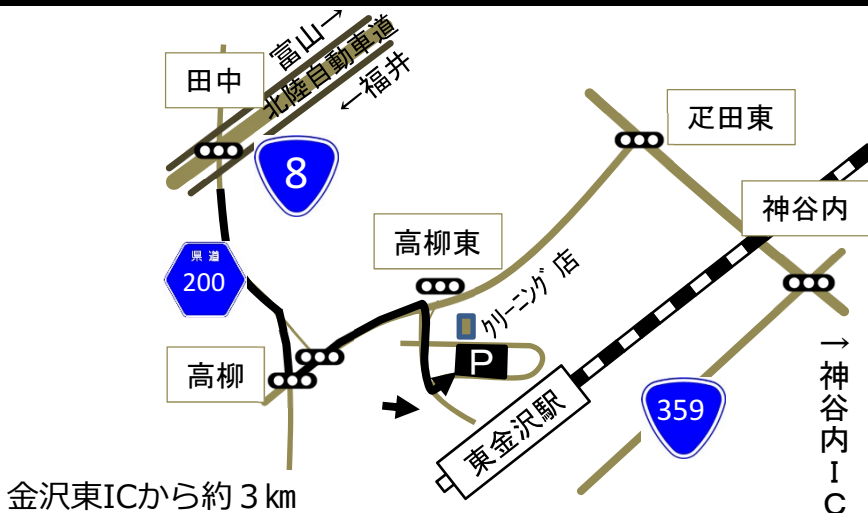 富山→
北陸自動車道
←福井
田中
8
疋田東
神谷内
高柳東
県道
200
クリーニング店
P
高柳
東金沢駅
359
→神谷内IC
金沢東ICから約3㎞